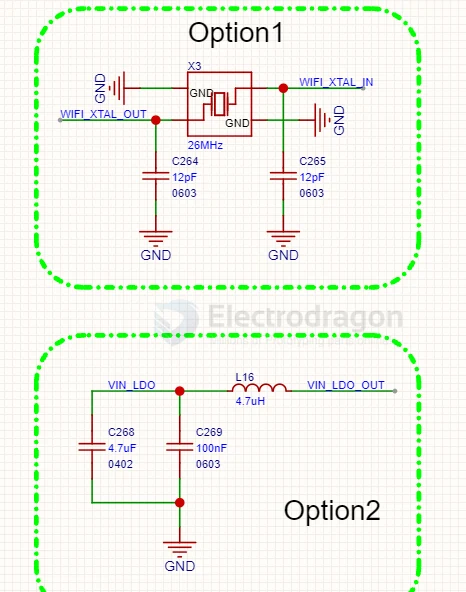 Option1
X3
GND
WIFI_XTAL_IN
GND
WIFI_XTAL_OUT
GND
GND
26MHz
C264
12pF
0603
C265
12pF
0603
GND
GND
Electrodragon
L16
VIN_LDO
VIN_LDO_OUT
4.7uH
C268
4.7uF
0402
C269
100nF
0603
Option2
GND